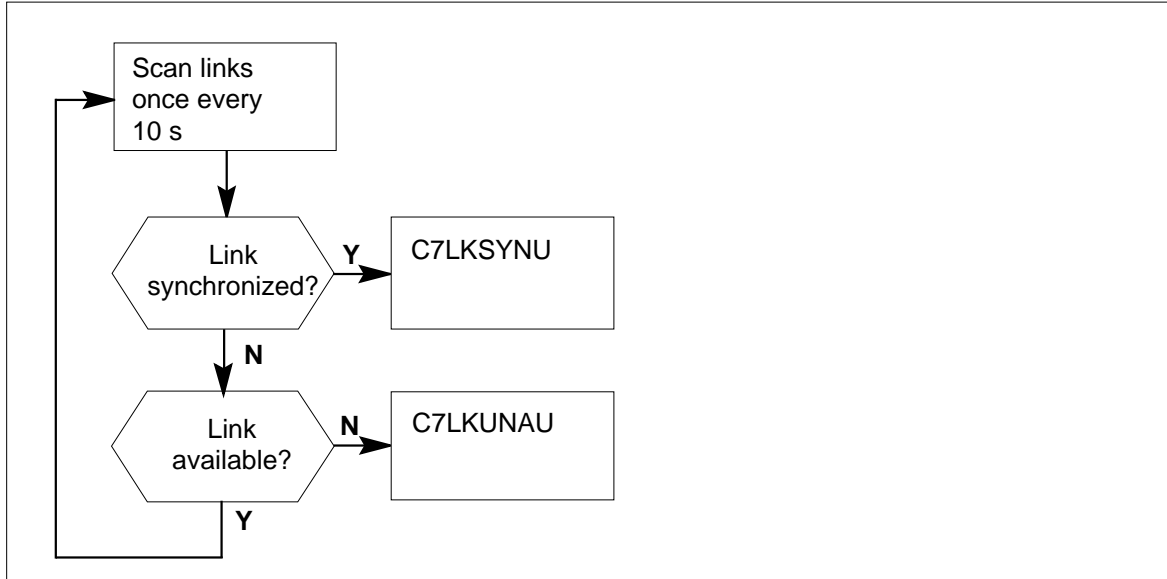 Scan links
once every
10 s
Link
synchronized?
Y
C7LKSYNU
N
Link
available?
N
C7LKUNAU
Y